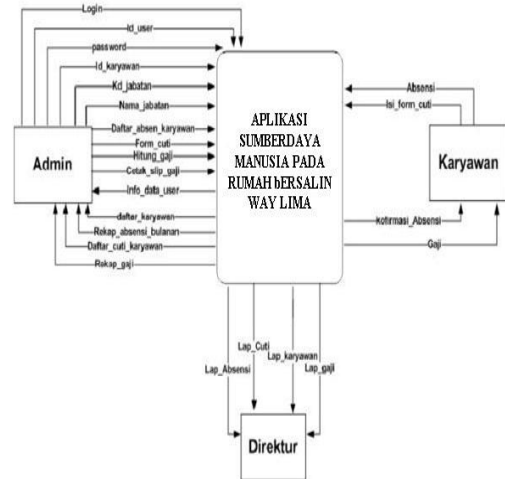 Login
Id_user
password
Id_karyawan
Kd_jabatan
Nama_jabatan
Daftar_absen_karyawan
Form_cuti
Hitung_gaji
Cetak_slip_gaji
Info_data_user
daftar_karyawan
Rekap_absensi_bulanan
Daftar_cuti_karyawan
Rekap_gaji
Admin
APLIKASI
SUMBERDAYA
MANUSIA PADA
RUMAH bERSALIN
WAY LIMA
Absensi
Isi_form_cuti
Karyawan
Kofirmasi_Absensi
Gaji
Lap_Cuti
Lap_karyawan
Lap_Absensi
Lap_gaji
Direktur